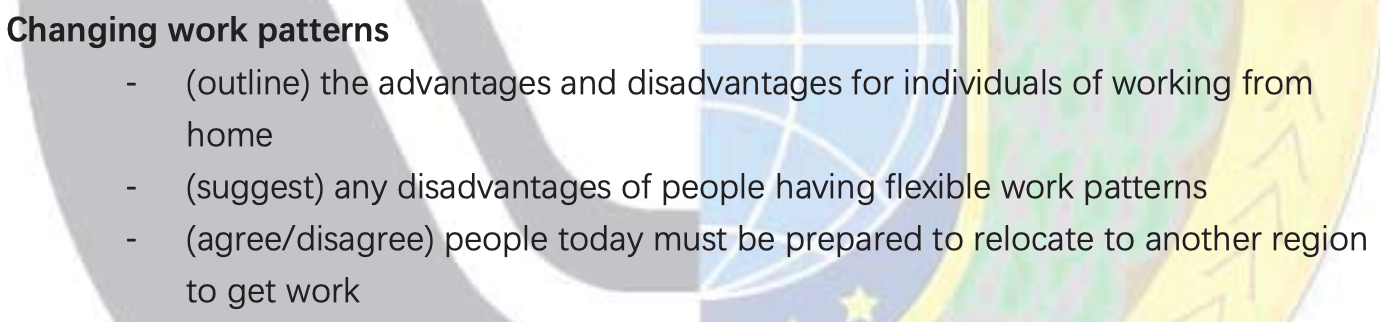 Changing work patterns
- (outline) the advantages and disadvantages for individuals of working from
home
- (suggest) any disadvantages of people having flexible work patterns
- (agree/disagree) people today must be prepared to relocate to another region
to get work